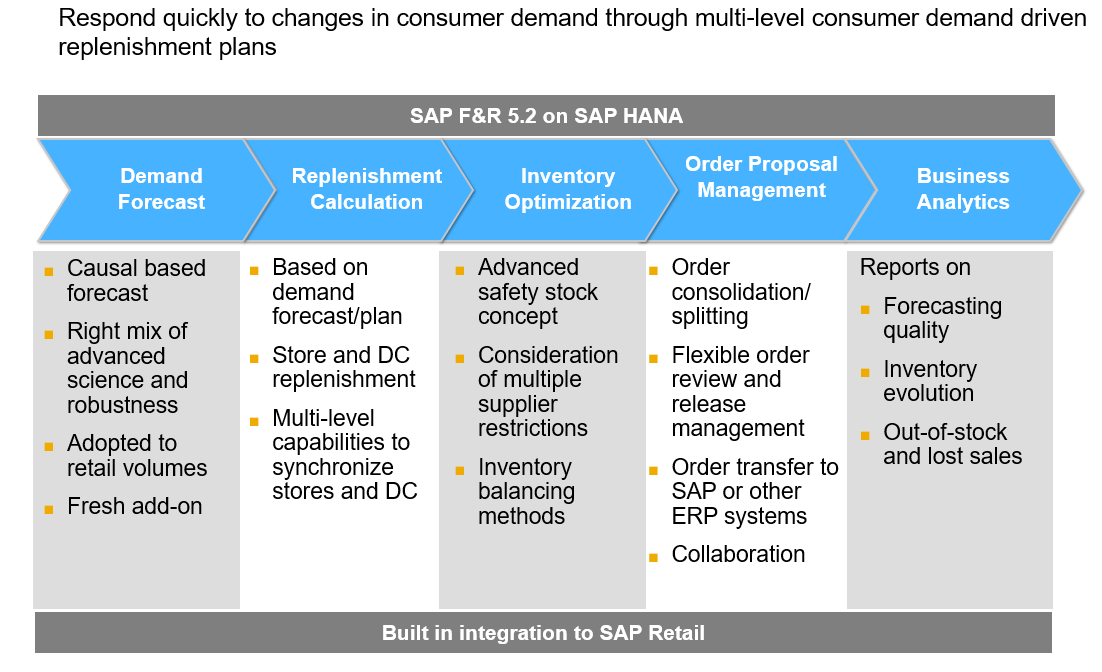 Respond quickly to changes in consumer demand through multi-level consumer demand driven
replenishment plans
SAP F&R 5.2 on SAP HANA
Demand
Forecast
Replenishment
Calculation
Inventory
Optimization
Order Proposal
Management
Business
Analytics
Causal based
forecast
Right mix of
advanced
science and
robustness
Adopted to
retail volumes
Fresh add-on
Based on
demand
forecast/plan
Store and DC
replenishment
Multi-level
capabilities to
synchronize
stores and DC
Advanced
safety stock
concept
Consideration
of multiple
supplier
restrictions
Inventory
balancing
methods
Order
consolidation/
splitting
Flexible order
review and
release
management
Order transfer to
SAP or other
ERP systems
Collaboration
Reports on
Forecasting
quality
Inventory
evolution
Out-of-stock
and lost sales
Built in integration to SAP Retail